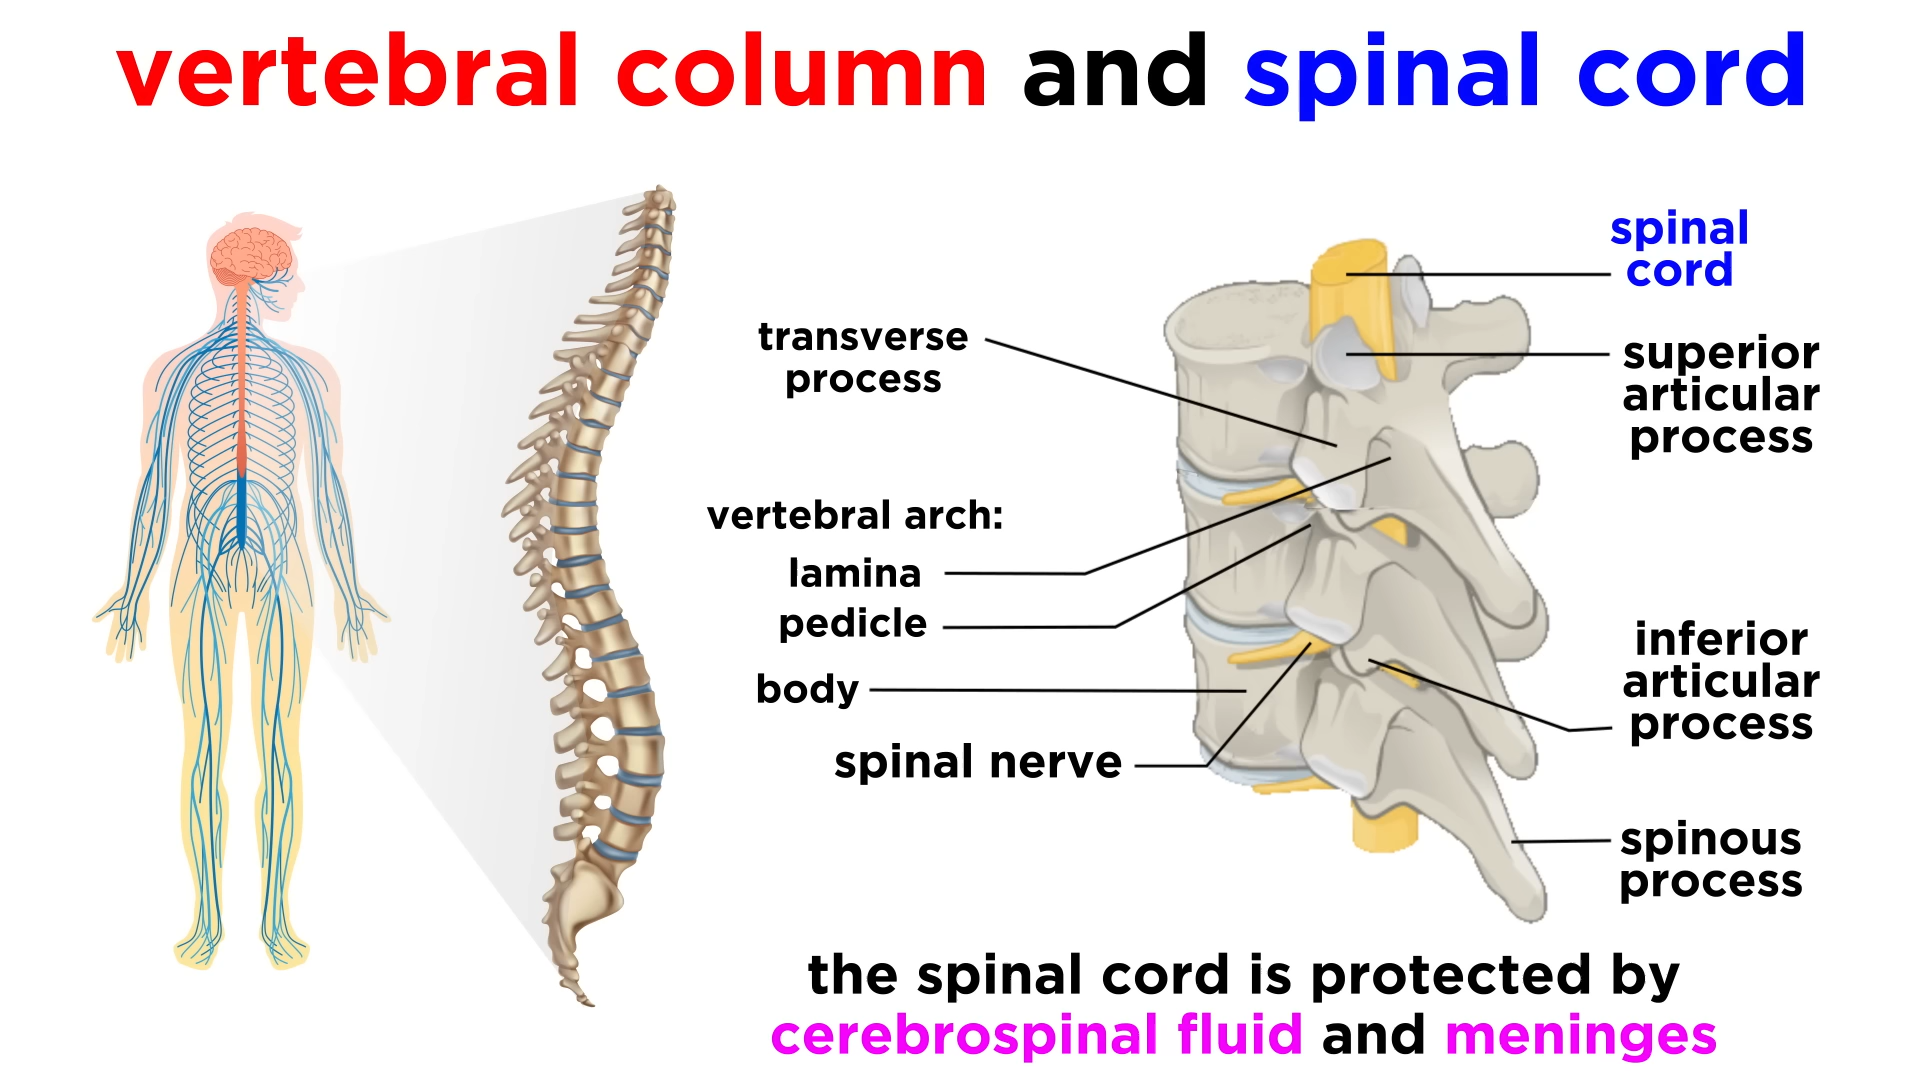 vertebral column and spinal cord
spinal
cord
transverse
process
superior
articular
process
vertebral arch:
lamina
pedicle
body
spinal nerve
inferior
articular
process
spinous
process
the spinal cord is protected by
cerebrospinal fluid and meninges